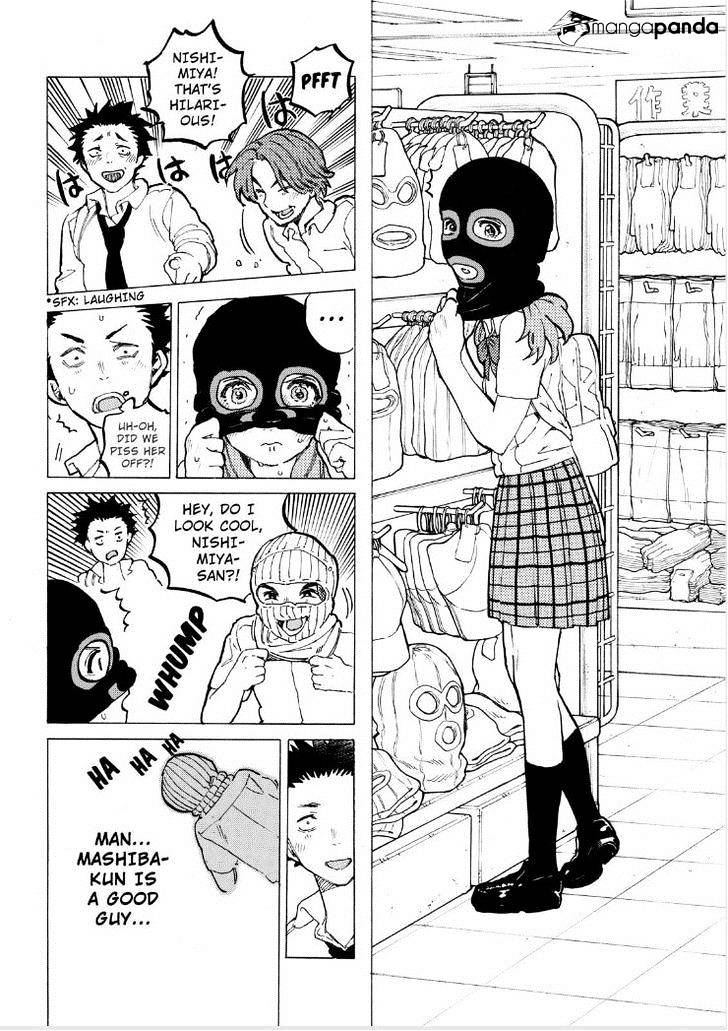 mangapanda
作業
PFFT
NISHI-
MIYA!
THAT'S
HILARI-
OUS!
は
は
は
は
*SFX: LAUGHING
...
UH-OH,
DID WE
PISS HER
OFF?!
HEY, DO I
LOOK COOL,
NISHI-
MIYA-
SAN?!
WHUMP
HA
HA
HA
MAN...
MASHIBA-
KUN IS
A GOOD
GUY...